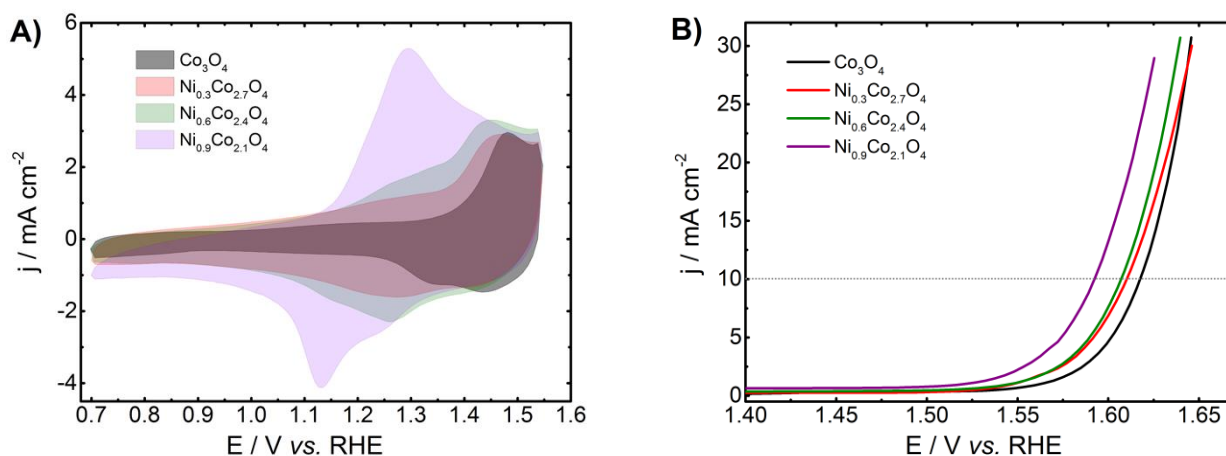 A)
6
4
2
0
-2
-4
j / mA cm⁻²
Co₃O₄
Ni₀.₃Co₂.₇O₄
Ni₀.₆Co₂.₄O₄
Ni₀.₉Co₂.₁O₄
0.7 0.8 0.9 1.0 1.1 1.2 1.3 1.4 1.5 1.6
E / V vs. RHE
B)
30
25
20
15
10
5
0
j / mA cm⁻²
Co₃O₄
Ni₀.₃Co₂.₇O₄
Ni₀.₆Co₂.₄O₄
Ni₀.₉Co₂.₁O₄
1.40 1.45 1.50 1.55 1.60 1.65
E / V vs. RHE